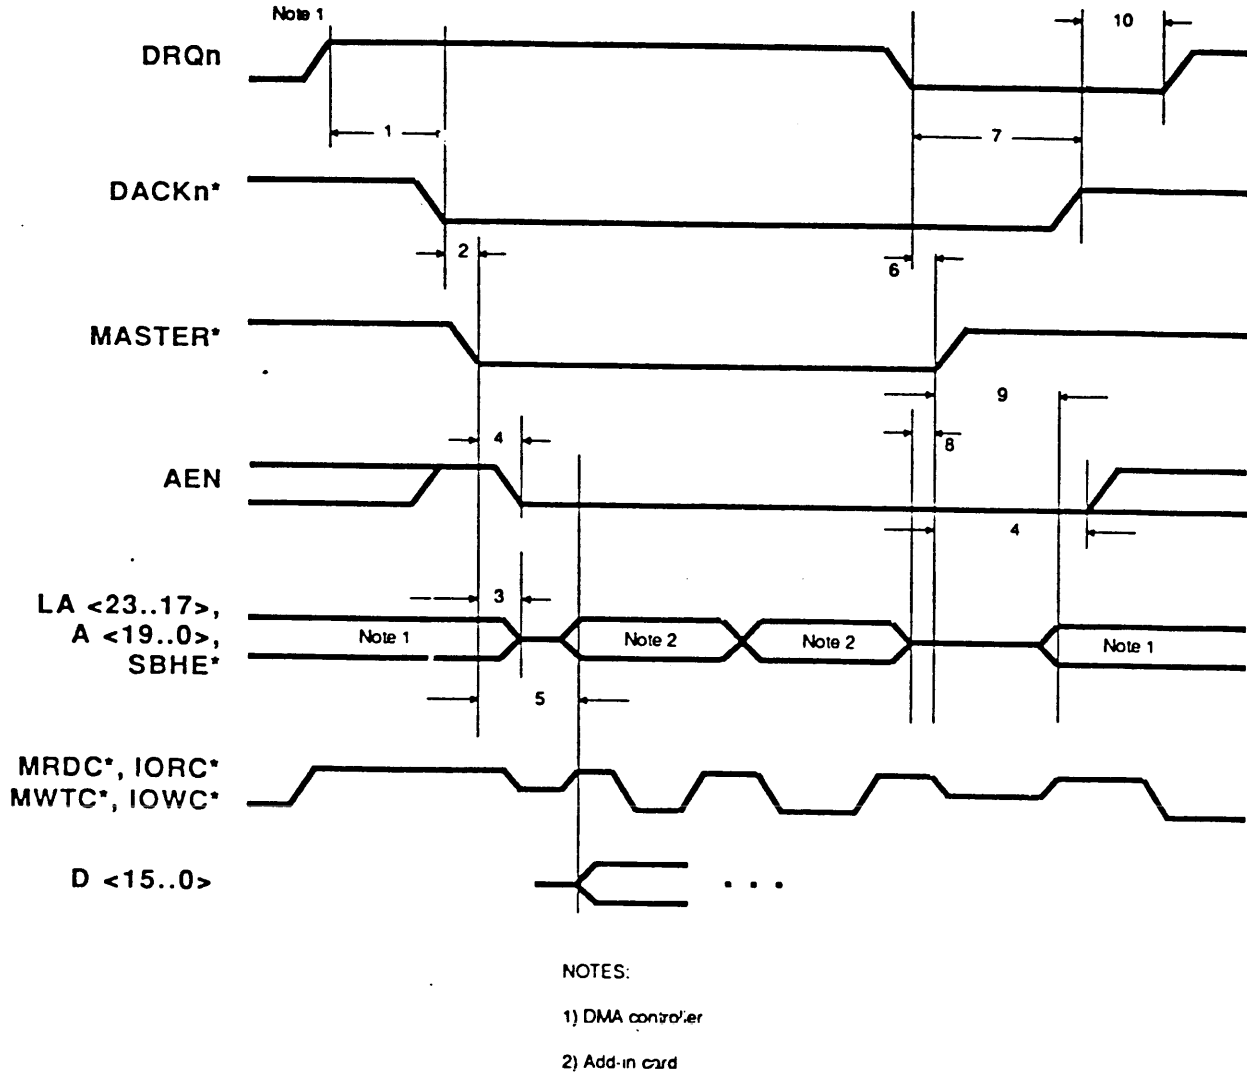 Note 1
10
DRQn
1
7
DACKn*
2
6
MASTER*
9
4
8
AEN
4
3
LA <23..17>,
A <19..0>,
SBHE*
Note 1
Note 2
Note 2
Note 1
5
MRDC*, IORC*
MWTC*, IOWC*
D <15..0>
. . .
NOTES:
1) DMA controller
2) Add-in card